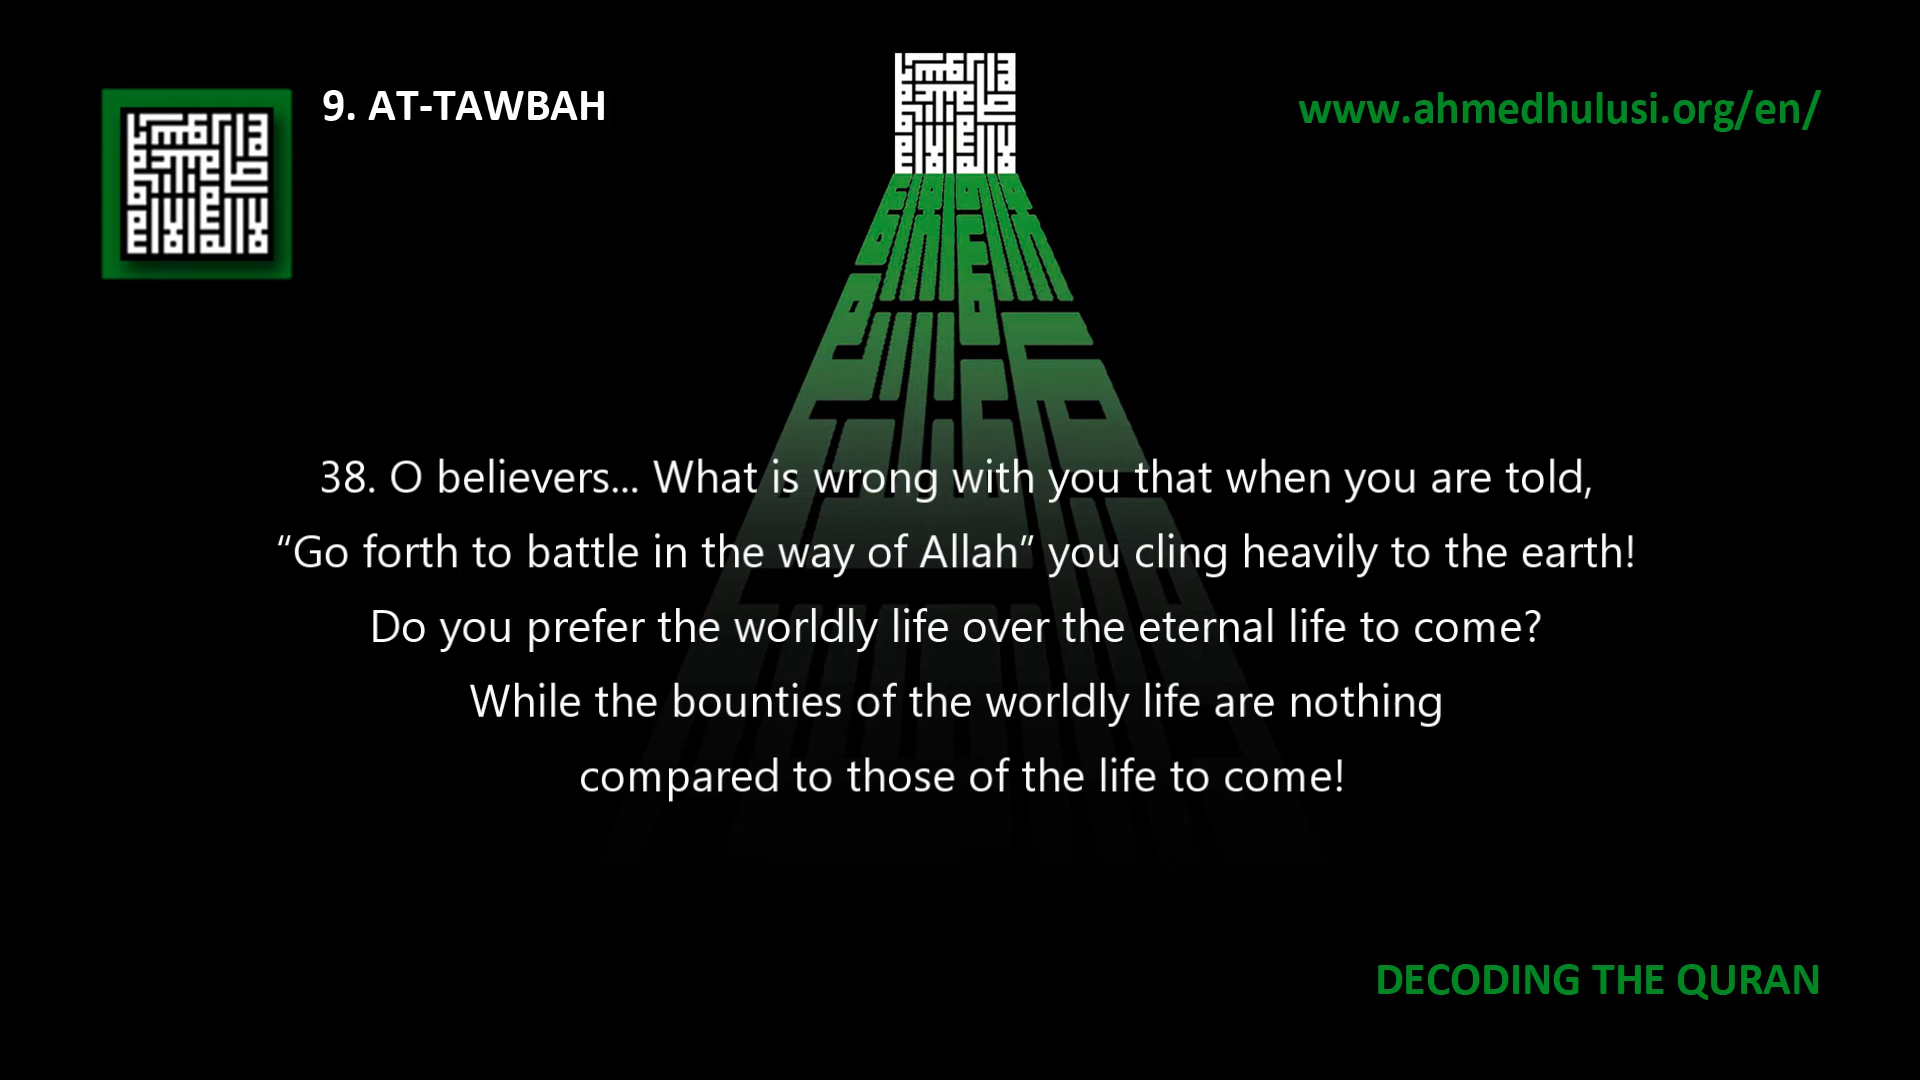 9. AT-TAWBAH
www.ahmedhulusi.org/en/
38. O believers... What is wrong with you that when you are told,
“Go forth to battle in the way of Allah” you cling heavily to the earth!
Do you prefer the worldly life over the eternal life to come?
While the bounties of the worldly life are nothing
compared to those of the life to come!
DECODING THE QURAN